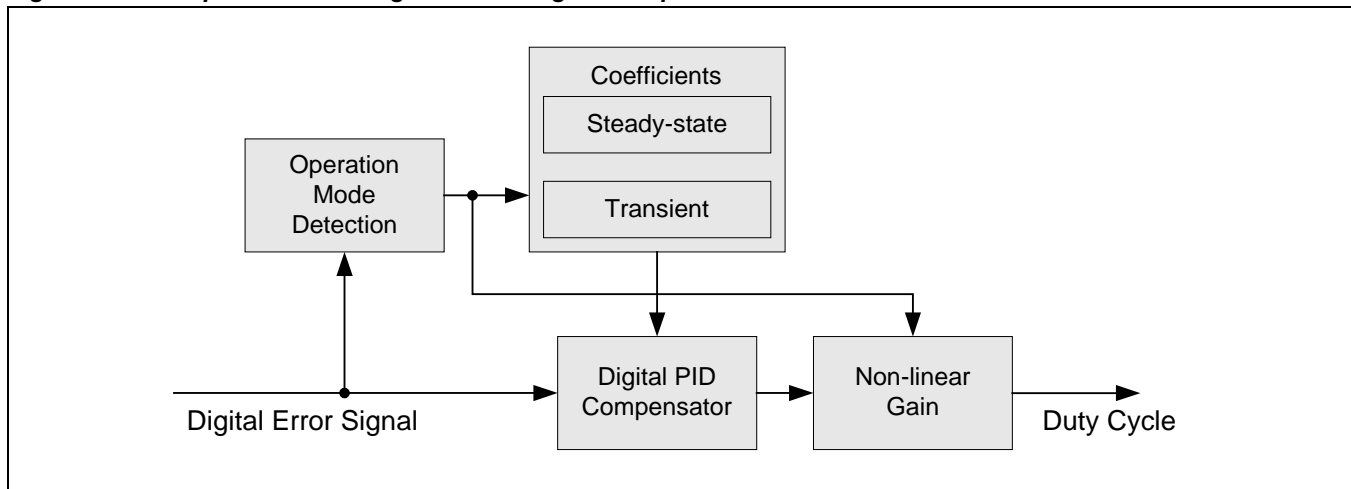 Coefficients
Steady-state
Operation
Mode
Detection
Transient
Digital PID
Compensator
Non-linear
Gain
Digital Error Signal
Duty Cycle